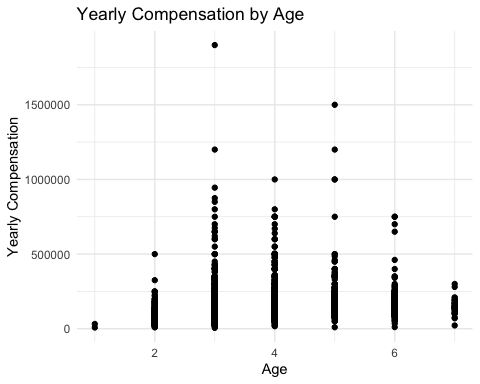 Yearly Compensation by Age
Yearly Compensation
1500000
1000000
500000
0
2
4
6
Age